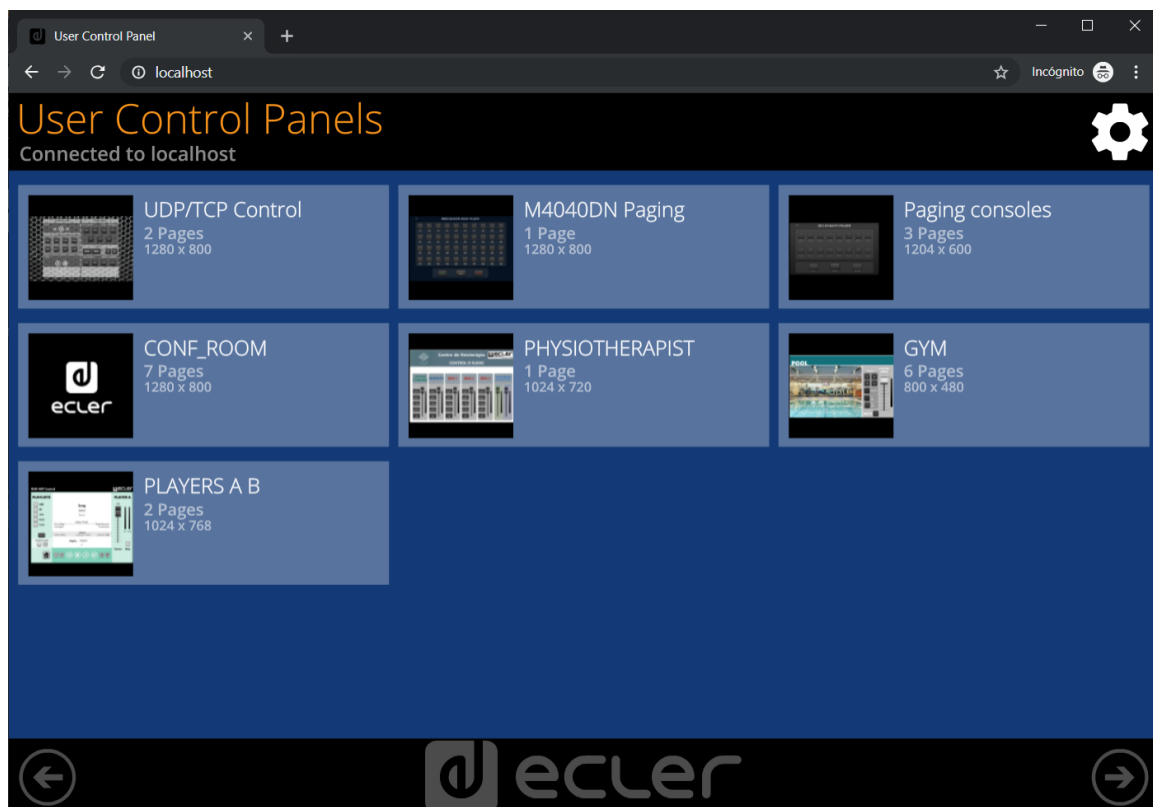 User Control Panel
localhost
Incógnito
User Control Panels
Connected to localhost
UDP/TCP Control
2 Pages
1280 x 800
M4040DN Paging
1 Page
1280 x 800
Paging consoles
3 Pages
1204 x 600
ecler
CONF_ROOM
7 Pages
1280 x 800
PHYSIOTHERAPIST
1 Page
1024 x 720
POOL
GYM
6 Pages
800 x 480
PLAYERS A B
2 Pages
1024 x 768
ecler